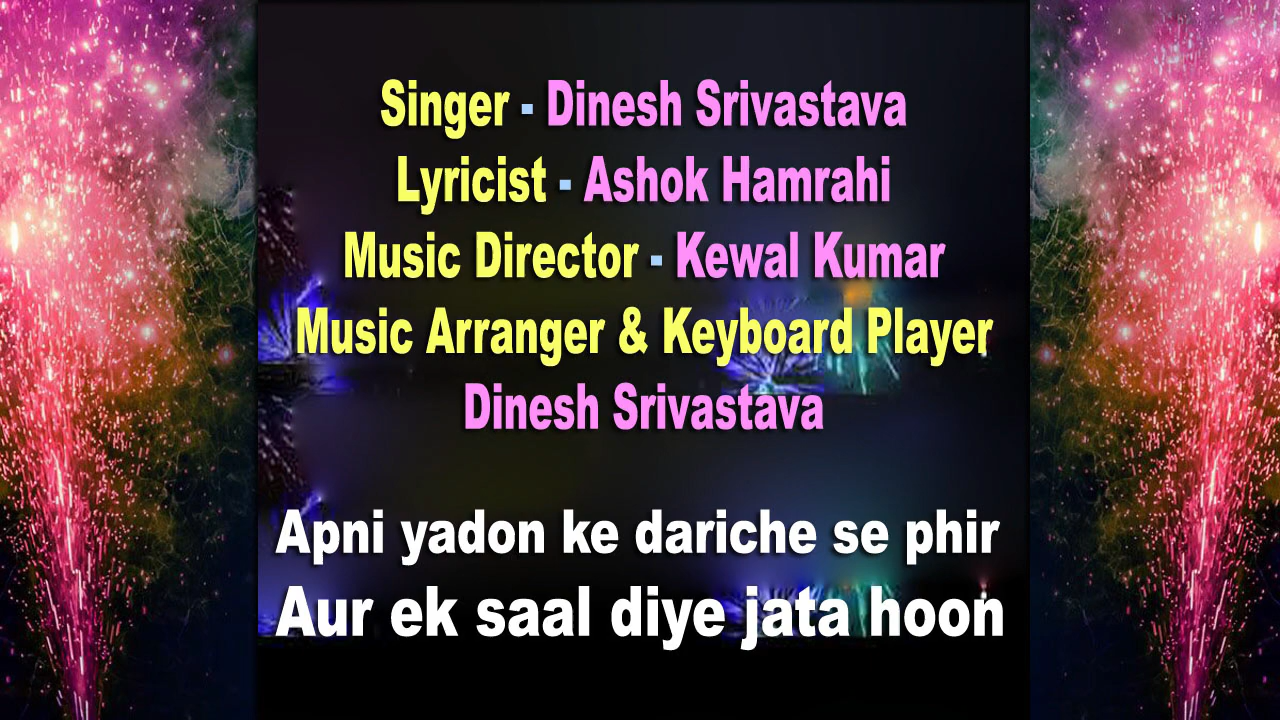 Singer - Dinesh Srivastava
Lyricist - Ashok Hamrahi
Music Director - Kewal Kumar
Music Arranger & Keyboard Player
Dinesh Srivastava
Apni yadon ke dariche se phir
Aur ek saal diye jata hoon